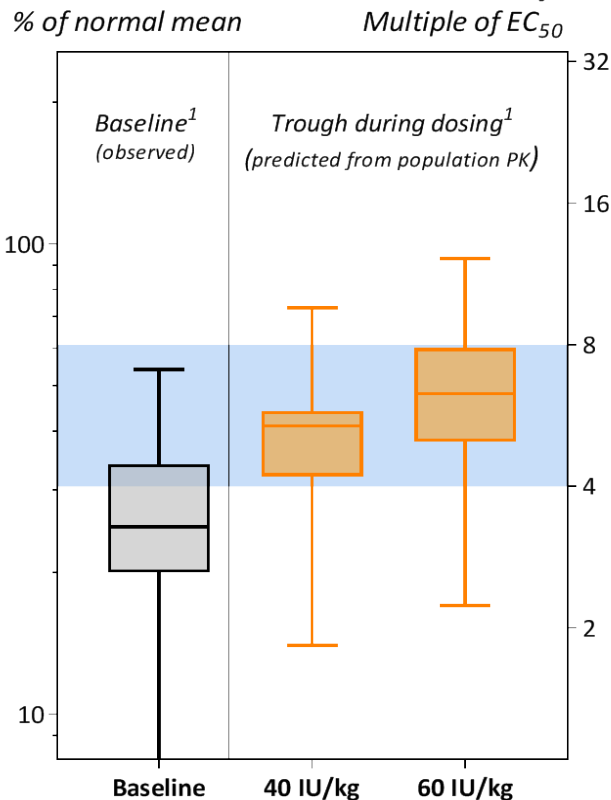 % of normal mean
Multiple of EC50
Baseline1
(observed)
Trough during dosing1
(predicted from population PK)
100
10
32
16
8
4
2
Baseline
40 IU/kg
60 IU/kg